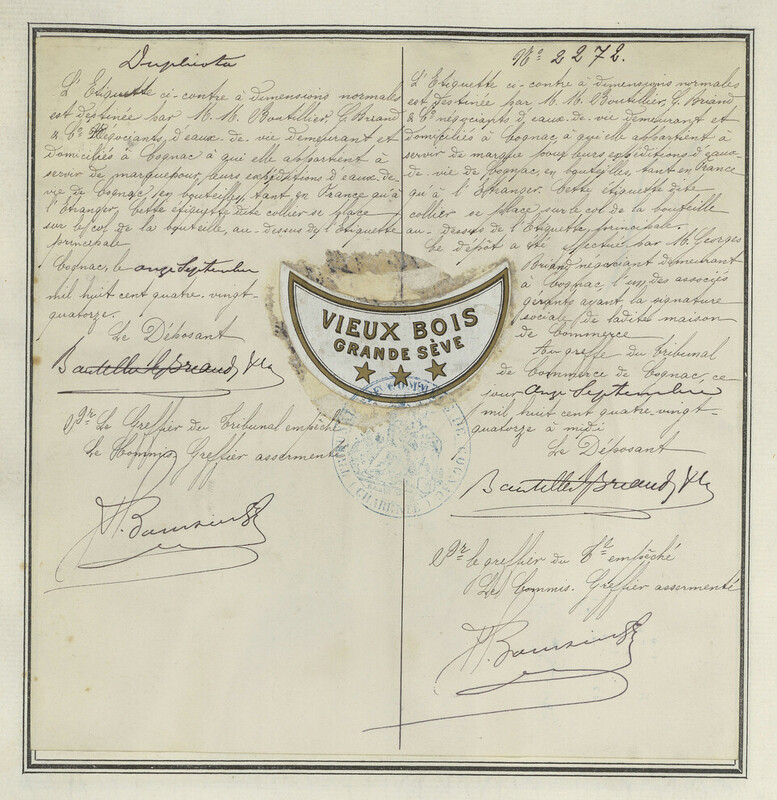 Duplicata
L'Etiquette ci-contre à dimensions normales
est destinée par M. M. Boutillier, G. Briand
& Cie Négociants d'eaux-de-vie demeurant et
domiciliés à Cognac à qui elle appartient à
servir de marque pour leurs expéditions d'eaux-de-
vie de Cognac, en bouteilles, tant en France qu'à
l'Etranger. Cette étiquette dite collier se place
sur le col de la bouteille, au-dessus de l'Etiquette
principale.
Cognac, le onze Septembre
mil huit cent quatre-vingt-
quatorze.
Le Déposant
Boutillier G Briand & Cie
Pr. Le Greffier du Tribunal empêché
Le Commis Greffier assermenté
VIEUX BOIS
GRANDE SÈVE
No 2272.
L'Etiquette ci-contre à dimensions normales
est destinée par M. M. Boutillier, G. Briand
& Cie négociants d'eaux-de-vie demeurant et
domiciliés à Cognac à qui elle appartient à
servir de marque pour leurs expéditions d'eaux-
de-vie de Cognac, en bouteilles, tant en France
qu'à l'Étranger. Cette étiquette dite
collier se place sur le col de la bouteille
au-dessus de l'Etiquette, principale.
Le dépôt a été effectué par M. Georges
Briand négociant demeurant
à Cognac, l'un des associés
gérants ayant la signature
sociale de ladite maison
de Commerce.
Au greffe du Tribunal
de Commerce de Cognac, ce
jour onze Septembre
mil huit cent quatre-vingt-
quatorze à midi
Le Déposant
Boutillier G Briand & Cie
Pr le greffier du Tal empêché
Le Commis-Greffier assermenté